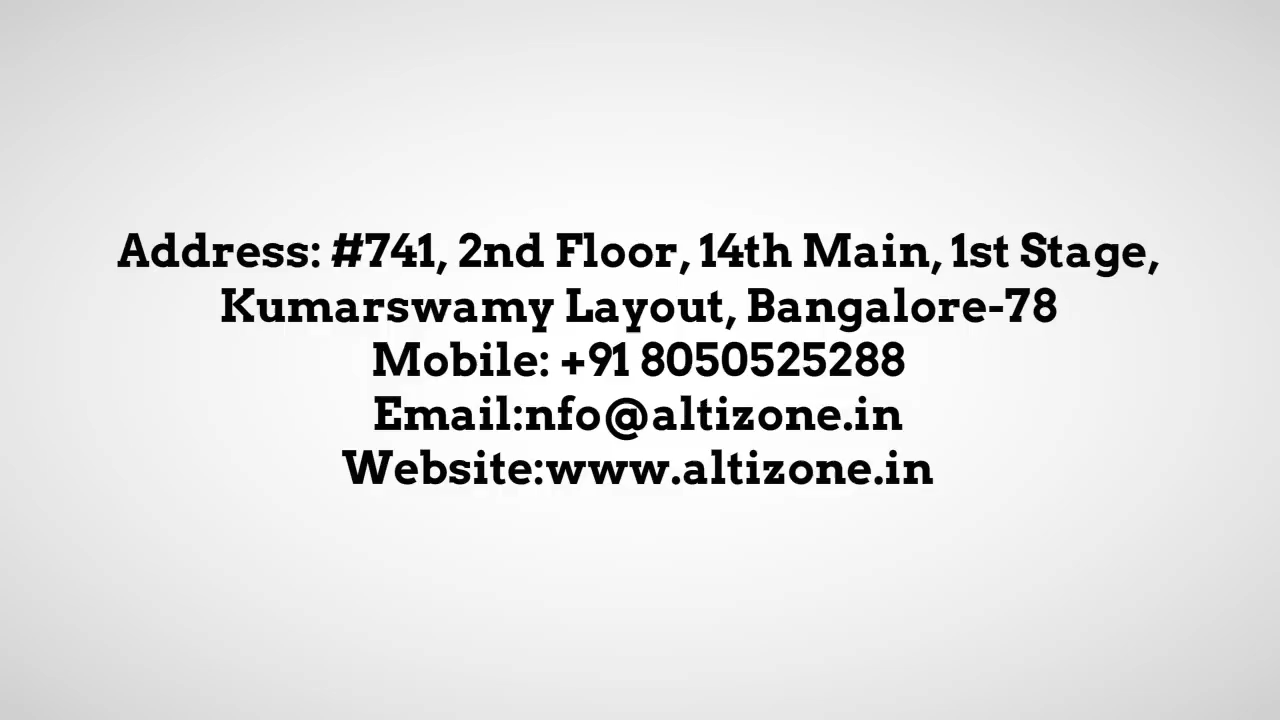 Address: #741, 2nd Floor, 14th Main, 1st Stage,
Kumarswamy Layout, Bangalore-78
Mobile: +91 8050525288
Email:nfo@altizone.in
Website:www.altizone.in